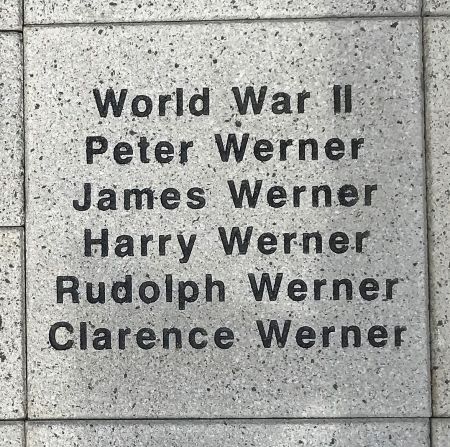 World War II
Peter Werner
James Werner
Harry Werner
Rudolph Werner
Clarence Werner